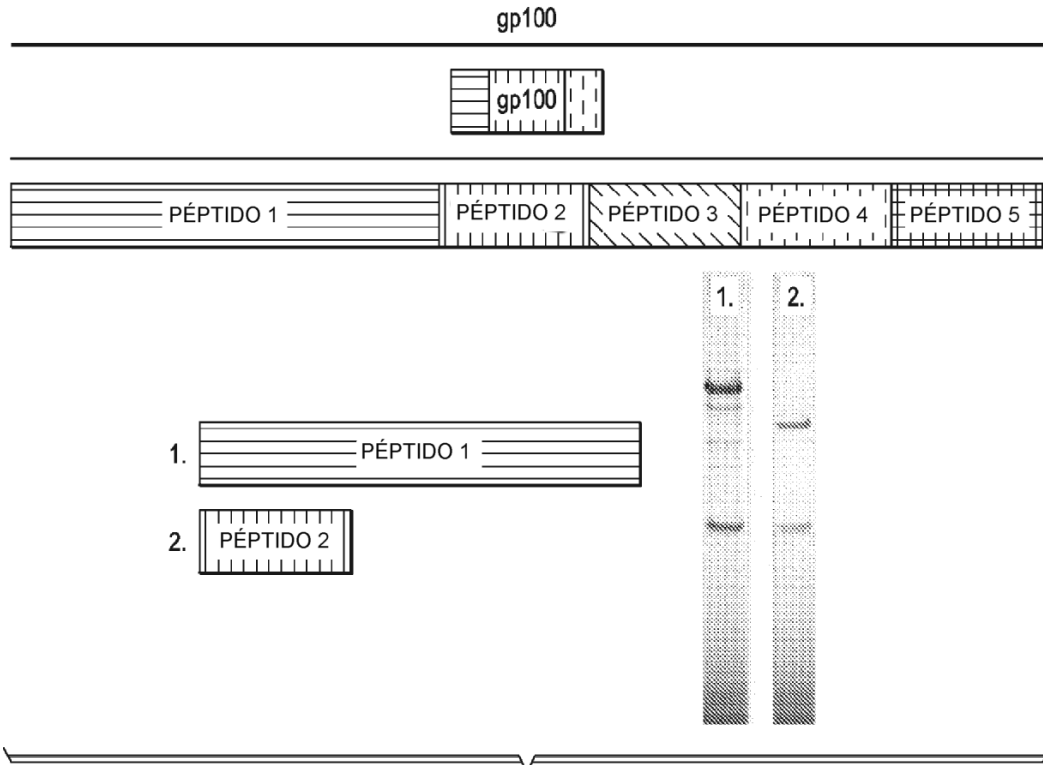 gp100
gp100
PÉPTIDO 1 PÉPTIDO 2 PÉPTIDO 3 PÉPTIDO 4 PÉPTIDO 5
1. 2.
1. PÉPTIDO 1
2. PÉPTIDO 2